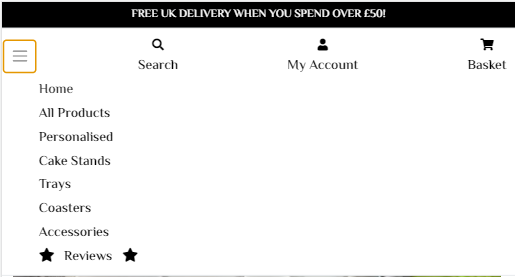 FREE UK DELIVERY WHEN YOU SPEND OVER £50!
Search
My Account
Basket
Home
All Products
Personalised
Cake Stands
Trays
Coasters
Accessories
Reviews